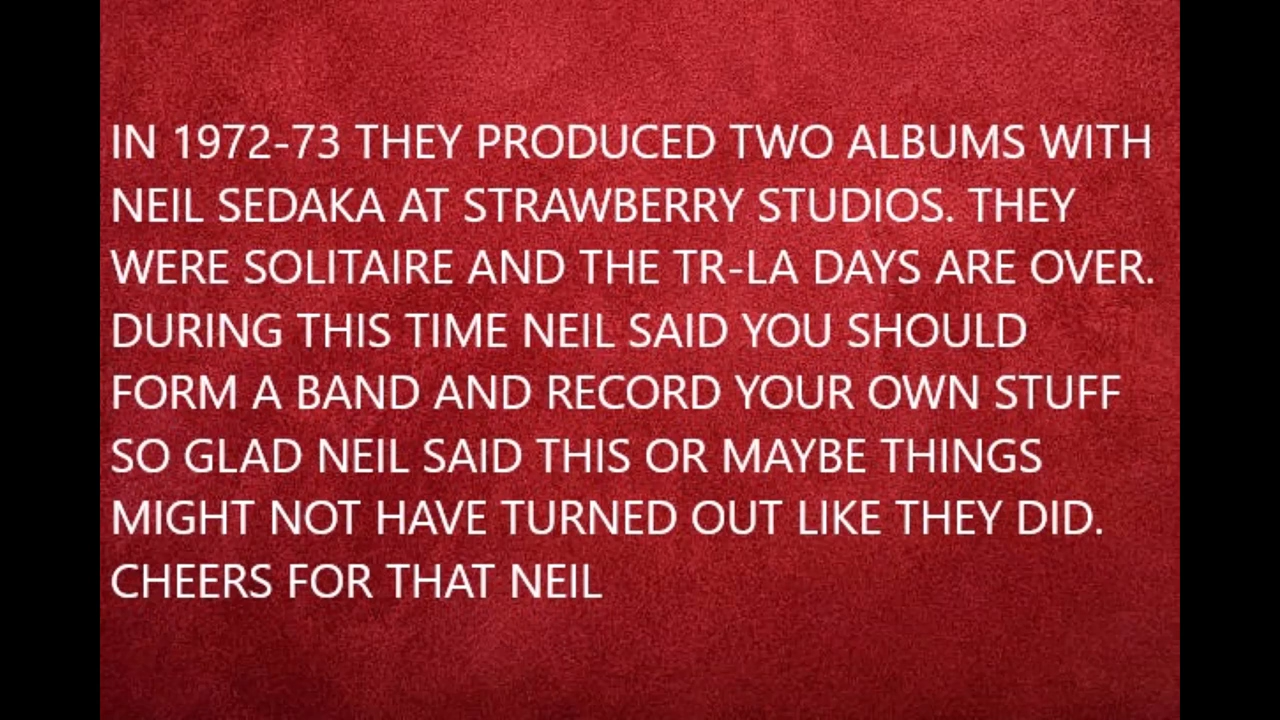 IN 1972-73 THEY PRODUCED TWO ALBUMS WITH
NEIL SEDAKA AT STRAWBERRY STUDIOS. THEY
WERE SOLITAIRE AND THE TR-LA DAYS ARE OVER.
DURING THIS TIME NEIL SAID YOU SHOULD
FORM A BAND AND RECORD YOUR OWN STUFF
SO GLAD NEIL SAID THIS OR MAYBE THINGS
MIGHT NOT HAVE TURNED OUT LIKE THEY DID.
CHEERS FOR THAT NEIL